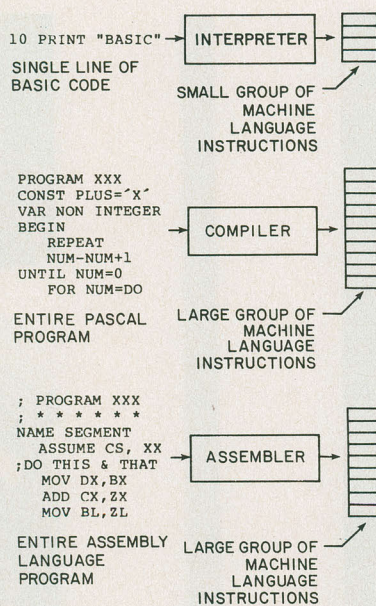 10 PRINT "BASIC"
INTERPRETER
SINGLE LINE OF
BASIC CODE
SMALL GROUP OF
MACHINE
LANGUAGE
INSTRUCTIONS
PROGRAM XXX
CONST PLUS=´X´
VAR NON INTEGER
BEGIN
REPEAT
NUM-NUM+1
UNTIL NUM=0
FOR NUM=DO
COMPILER
ENTIRE PASCAL
PROGRAM
LARGE GROUP OF
MACHINE
LANGUAGE
INSTRUCTIONS
; PROGRAM XXX
; * * * * * *
NAME SEGMENT
ASSUME CS, XX
;DO THIS & THAT
MOV DX,BX
ADD CX,ZX
MOV BL,ZL
ASSEMBLER
ENTIRE ASSEMBLY
LANGUAGE
PROGRAM
LARGE GROUP OF
MACHINE
LANGUAGE
INSTRUCTIONS